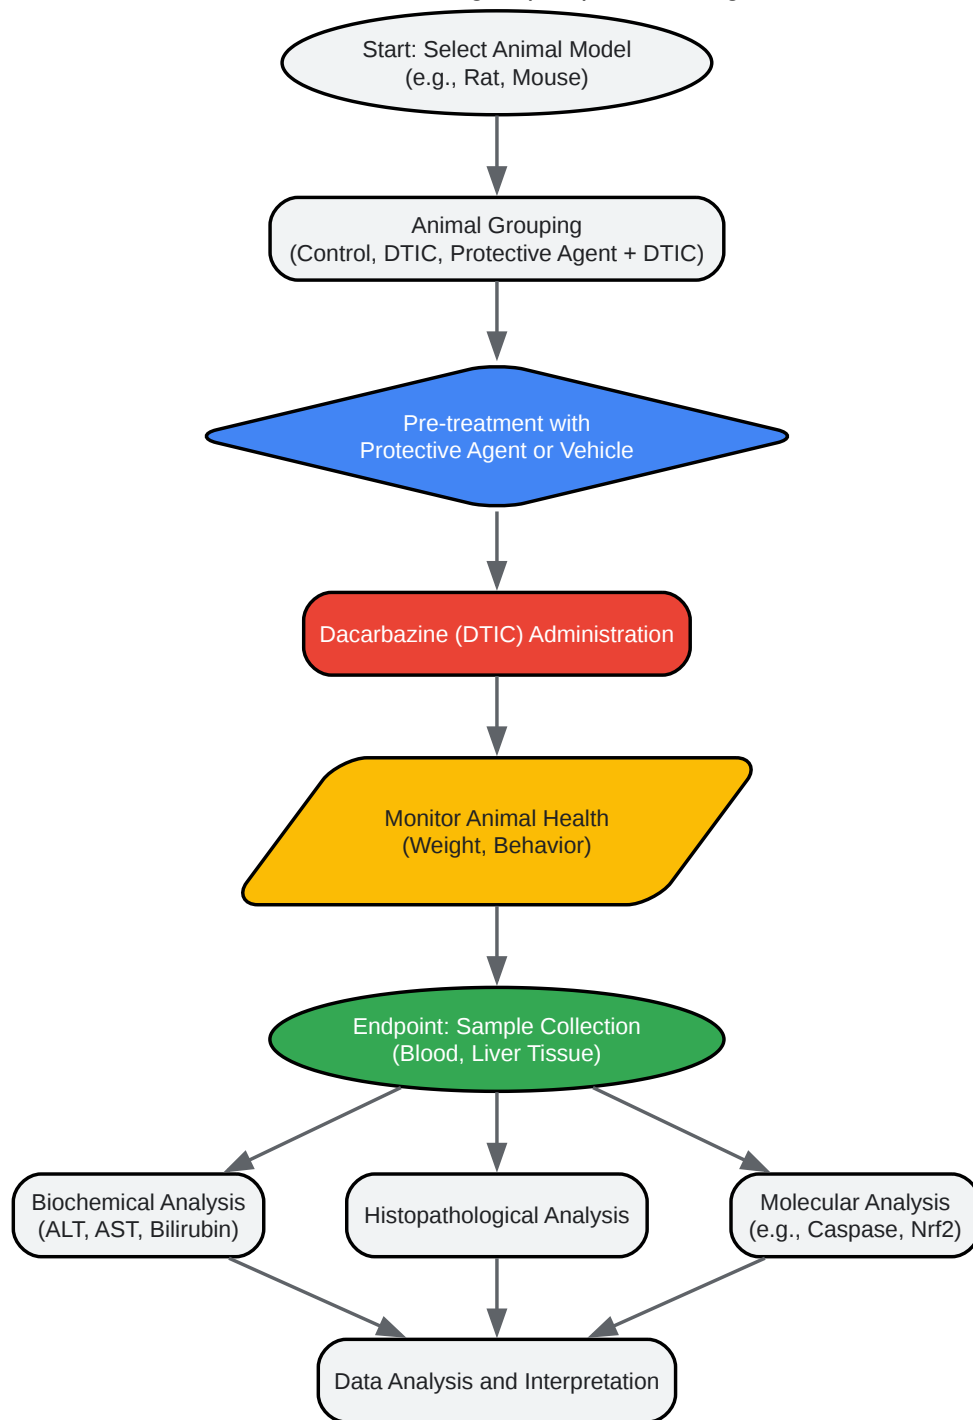 Start: Select Animal Model
(e.g., Rat, Mouse)
Animal Grouping
(Control, DTIC, Protective Agent + DTIC)
Pre-treatment with
Protective Agent or Vehicle
Dacarbazine (DTIC) Administration
Monitor Animal Health
(Weight, Behavior)
Endpoint: Sample Collection
(Blood, Liver Tissue)
Biochemical Analysis
(ALT, AST, Bilirubin)
Histopathological Analysis
Molecular Analysis
(e.g., Caspase, Nrf2)
Data Analysis and Interpretation